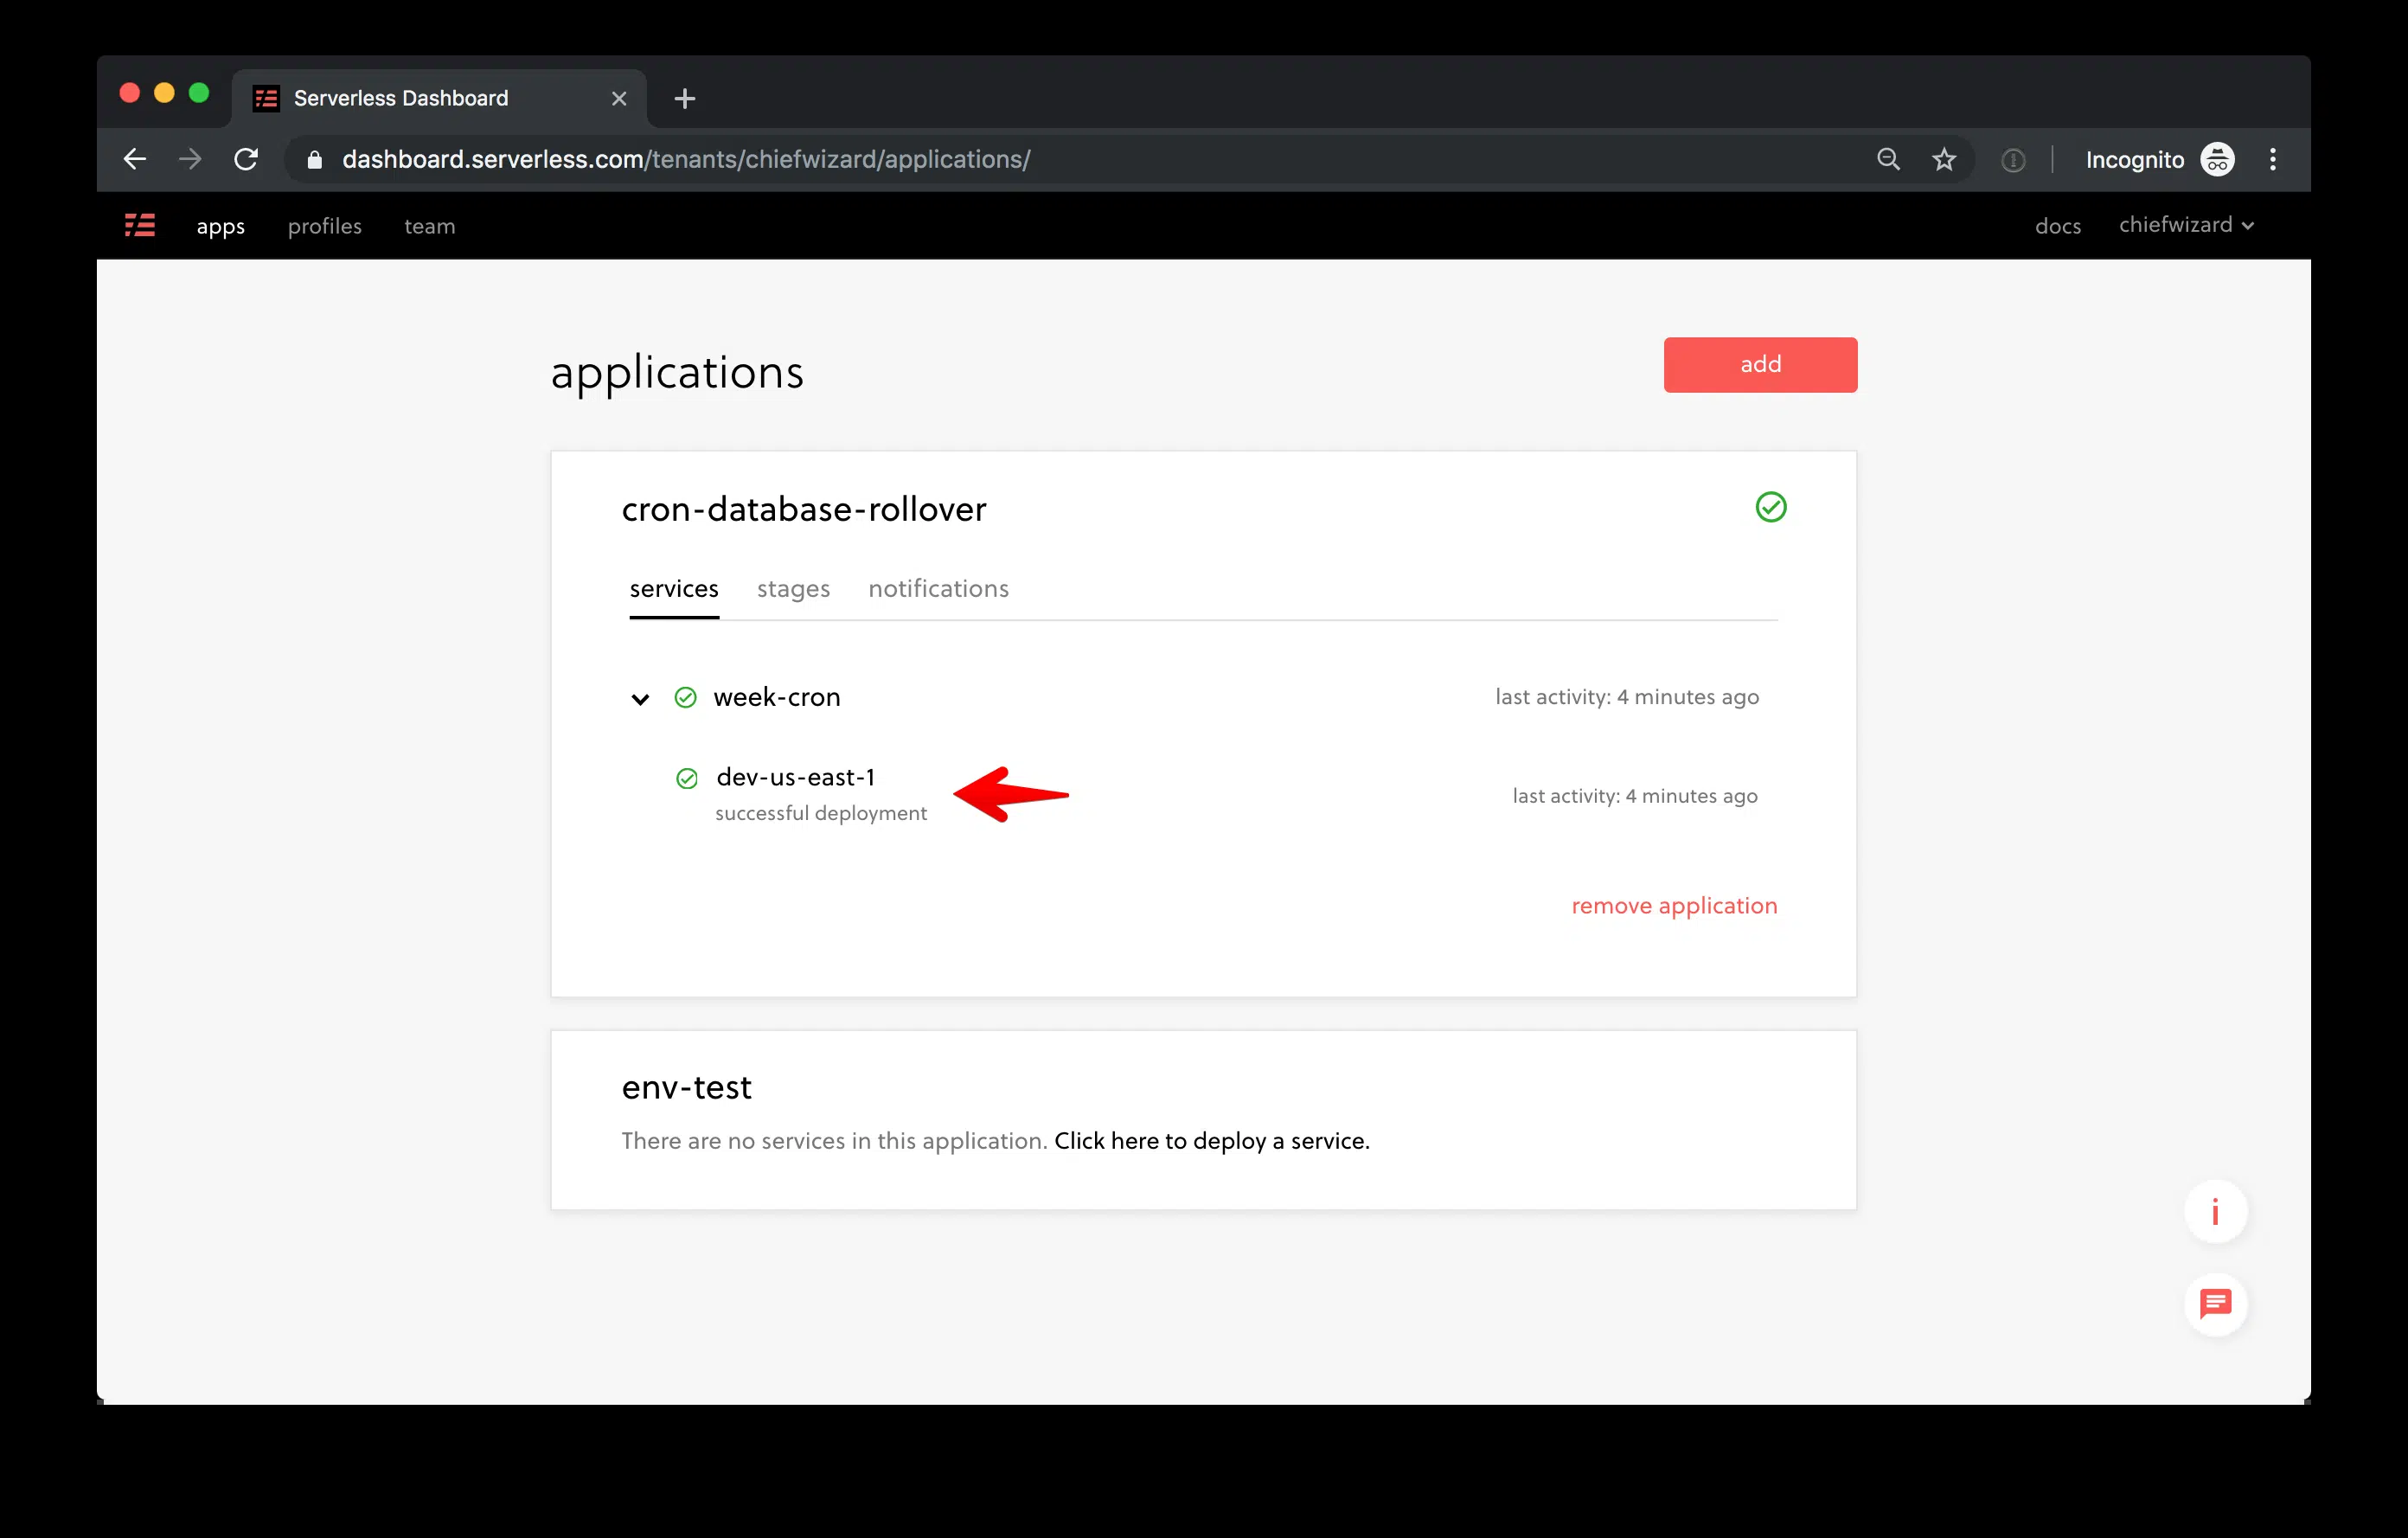 Serverless Dashboard
dashboard.serverless.com/tenants/chiefwizard/applications/
Incognito
apps profiles team docs chiefwizard
applications
add
cron-database-rollover
services stages notifications
week-cron last activity: 4 minutes ago
dev-us-east-1
successful deployment
last activity: 4 minutes ago
remove application
env-test
There are no services in this application. Click here to deploy a service.
i